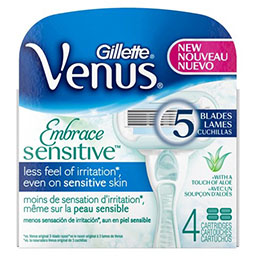 Gillette
Venus
NEW
NOUVEAU
NUEVO
Embrace
sensitive™
less feel of irritation*,
even on sensitive skin
moins de sensation d'irritation*,
même sur la peau sensible
menos sensación de irritación*, aun en piel sensible
5 BLADES
LAMES
CUCHILLAS
• WITH A
TOUCH OF ALOE
• AVEC UN
SOUPÇON D'ALOÈS
4 CARTRIDGES
CARTOUCHES
CARTUCHOS